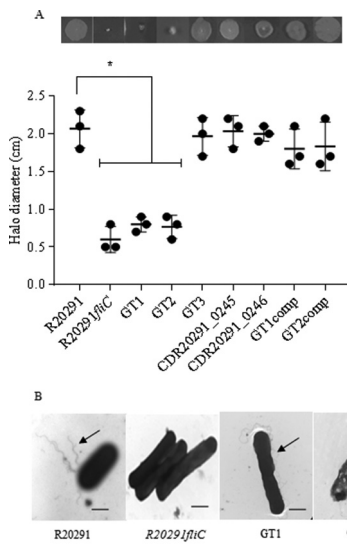 A
*
Halo diameter (cm)
2.5
2.0
1.5
1.0
0.5
0.0
R20291
R20291fliC
GT1
GT2
GT3
CDR20291_0245
CDR20291_0246
GT1comp
GT2comp
B
R20291
R20291fliC
GT1